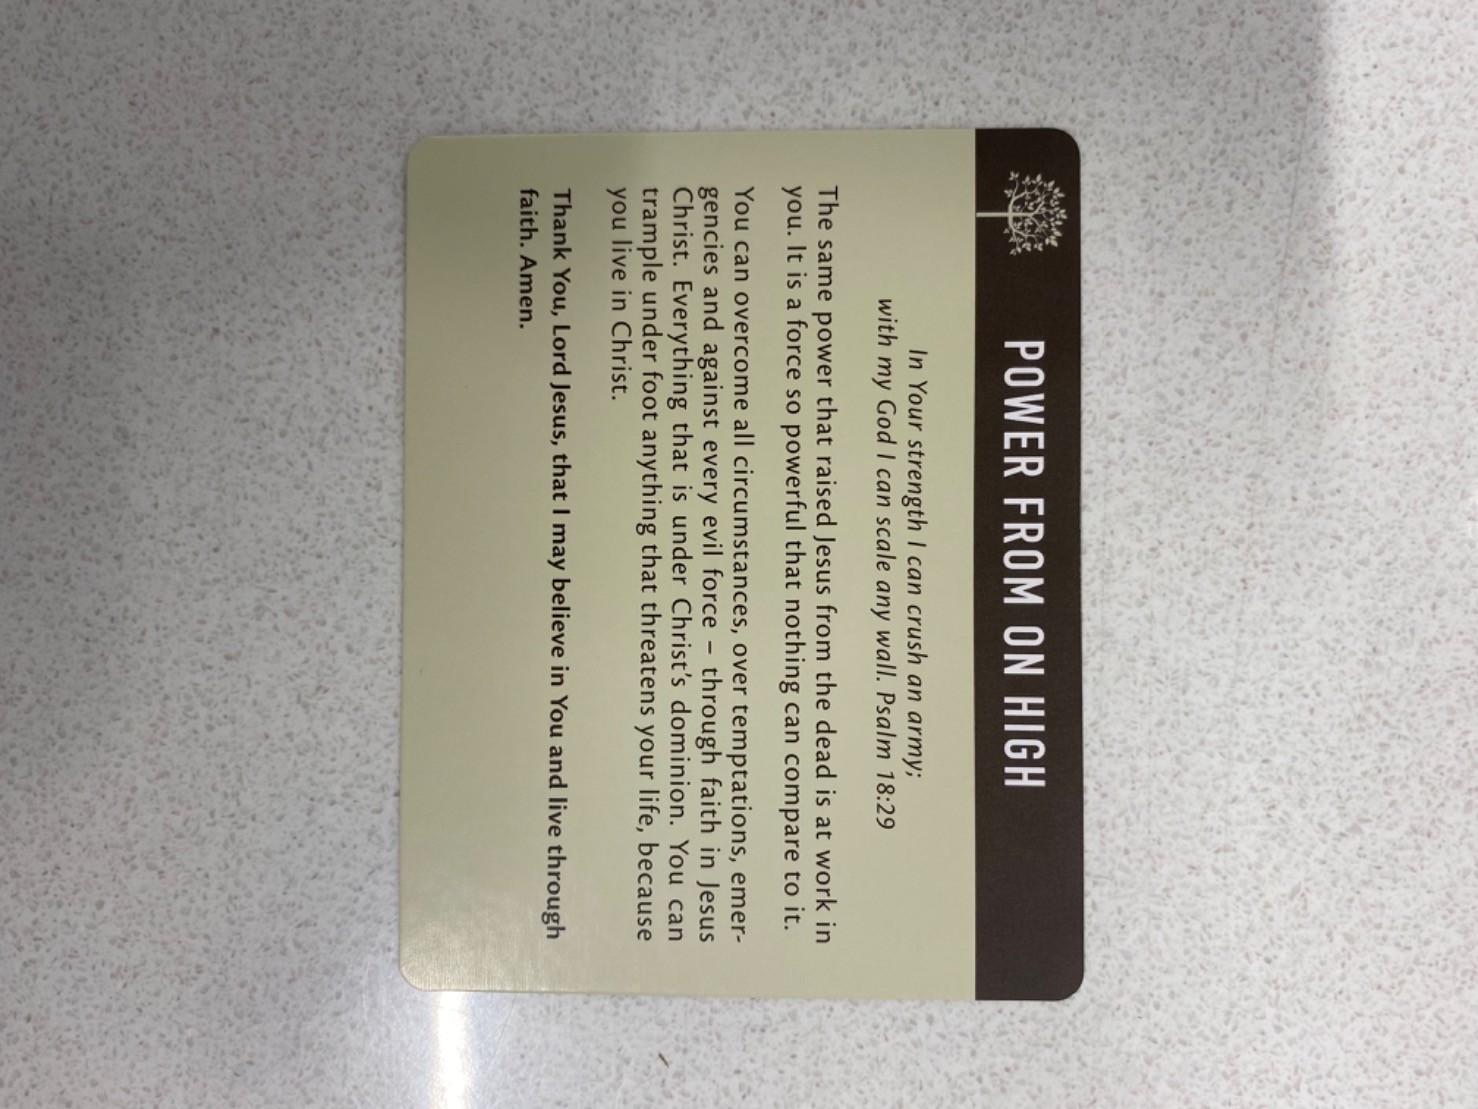 POWER FROM ON HIGH
In Your strength I can crush an army;
with my God I can scale any wall. Psalm 18:29
The same power that raised Jesus from the dead is at work in
you. It is a force so powerful that nothing can compare to it.
You can overcome all circumstances, over temptations, emer-
gencies and against every evil force – through faith in Jesus
Christ. Everything that is under Christ's dominion. You can
trample under foot anything that threatens your life, because
you live in Christ.
Thank You, Lord Jesus, that I may believe in You and live through
faith. Amen.